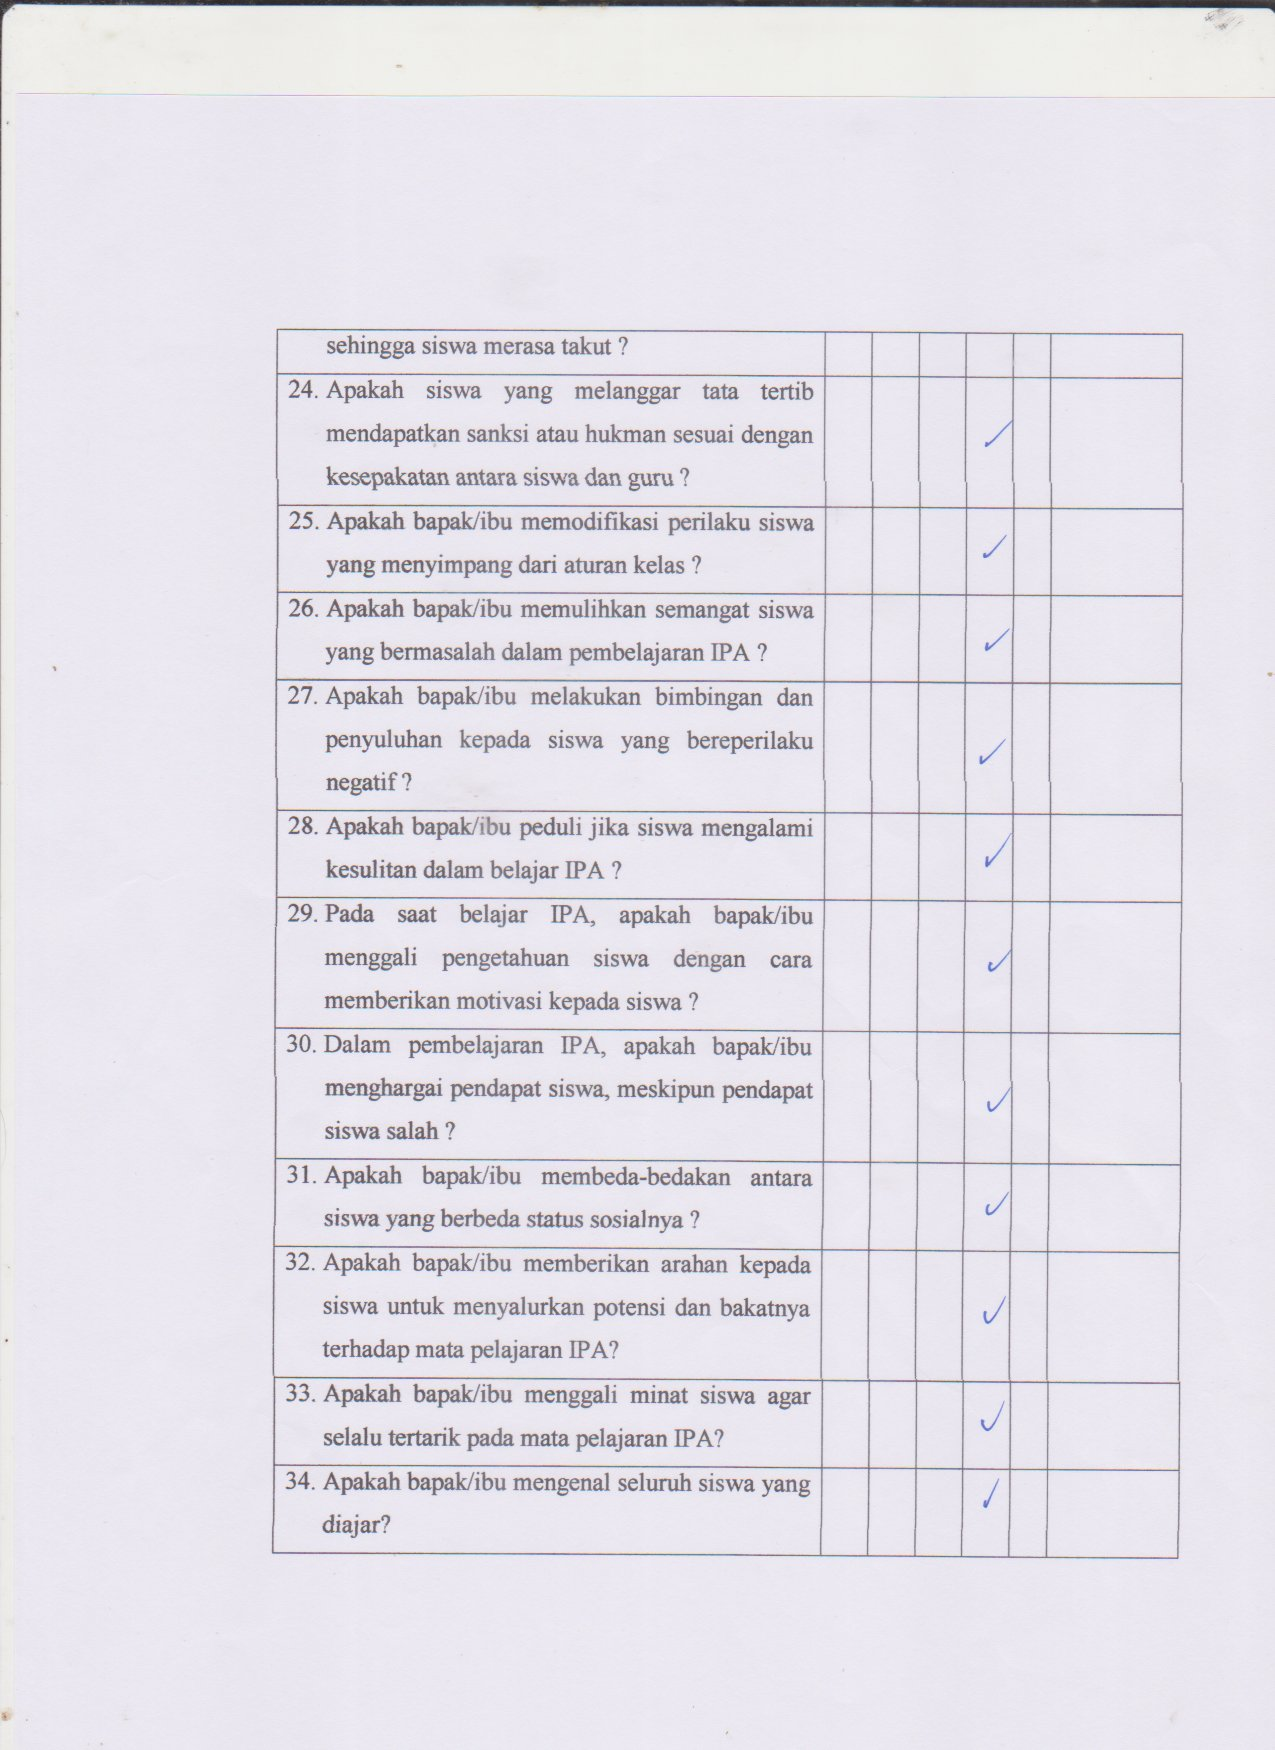 sehingga siswa merasa takut ?
24. Apakah siswa yang melanggar tata tertib
mendapatkan sanksi atau hukman sesuai dengan
kesepakatan antara siswa dan guru ?
✓
25. Apakah bapak/ibu memodifikasi perilaku siswa
yang menyimpang dari aturan kelas ?
✓
26. Apakah bapak/ibu memulihkan semangat siswa
yang bermasalah dalam pembelajaran IPA ?
✓
27. Apakah bapak/ibu melakukan bimbingan dan
penyuluhan kepada siswa yang bereperilaku
negatif ?
✓
28. Apakah bapak/ibu peduli jika siswa mengalami
kesulitan dalam belajar IPA ?
✓
29. Pada saat belajar IPA, apakah bapak/ibu
menggali pengetahuan siswa dengan cara
memberikan motivasi kepada siswa ?
✓
30. Dalam pembelajaran IPA, apakah bapak/ibu
menghargai pendapat siswa, meskipun pendapat
siswa salah ?
✓
31. Apakah bapak/ibu membeda-bedakan antara
siswa yang berbeda status sosialnya ?
✓
32. Apakah bapak/ibu memberikan arahan kepada
siswa untuk menyalurkan potensi dan bakatnya
terhadap mata pelajaran IPA?
✓
33. Apakah bapak/ibu menggali minat siswa agar
selalu tertarik pada mata pelajaran IPA?
✓
34. Apakah bapak/ibu mengenal seluruh siswa yang
diajar?
✓